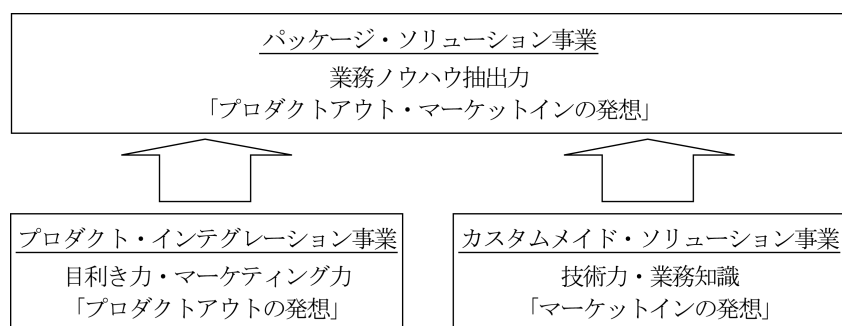 パッケージ・ソリューション事業
業務ノウハウ抽出力
「プロダクトアウト・マーケットインの発想」
プロダクト・インテグレーション事業
目利き力・マーケティング力
「プロダクトアウトの発想」
カスタムメイド・ソリューション事業
技術力・業務知識
「マーケットインの発想」